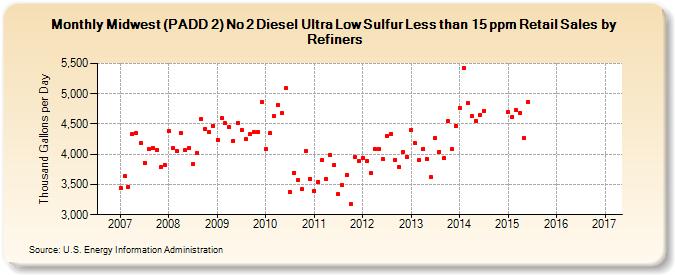 Monthly Midwest (PADD 2) No 2 Diesel Ultra Low Sulfur Less than 15 ppm Retail Sales by
Refiners
Thousand Gallons per Day
5,500
5,000
4,500
4,000
3,500
3,000
2007 2008 2009 2010 2011 2012 2013 2014 2015 2016 2017
Source: U.S. Energy Information Administration